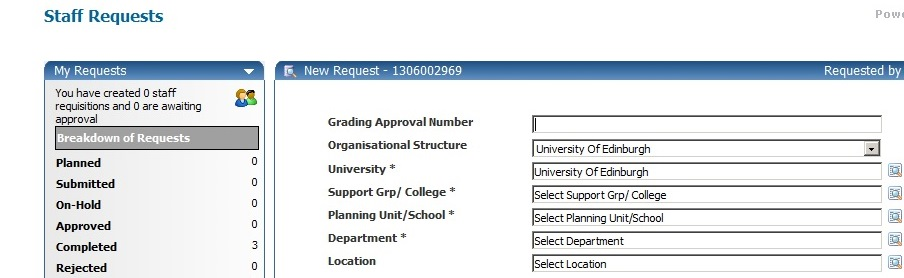 Staff Requests
Powe
My Requests
You have created 0 staff
requisitions and 0 are awaiting
approval
Breakdown of Requests
Planned 0
Submitted 0
On-Hold 0
Approved 0
Completed 3
Rejected 0
New Request - 1306002969 Requested by
Grading Approval Number
Organisational Structure University Of Edinburgh
University * University Of Edinburgh
Support Grp/ College * Select Support Grp/ College
Planning Unit/School * Select Planning Unit/School
Department * Select Department
Location Select Location